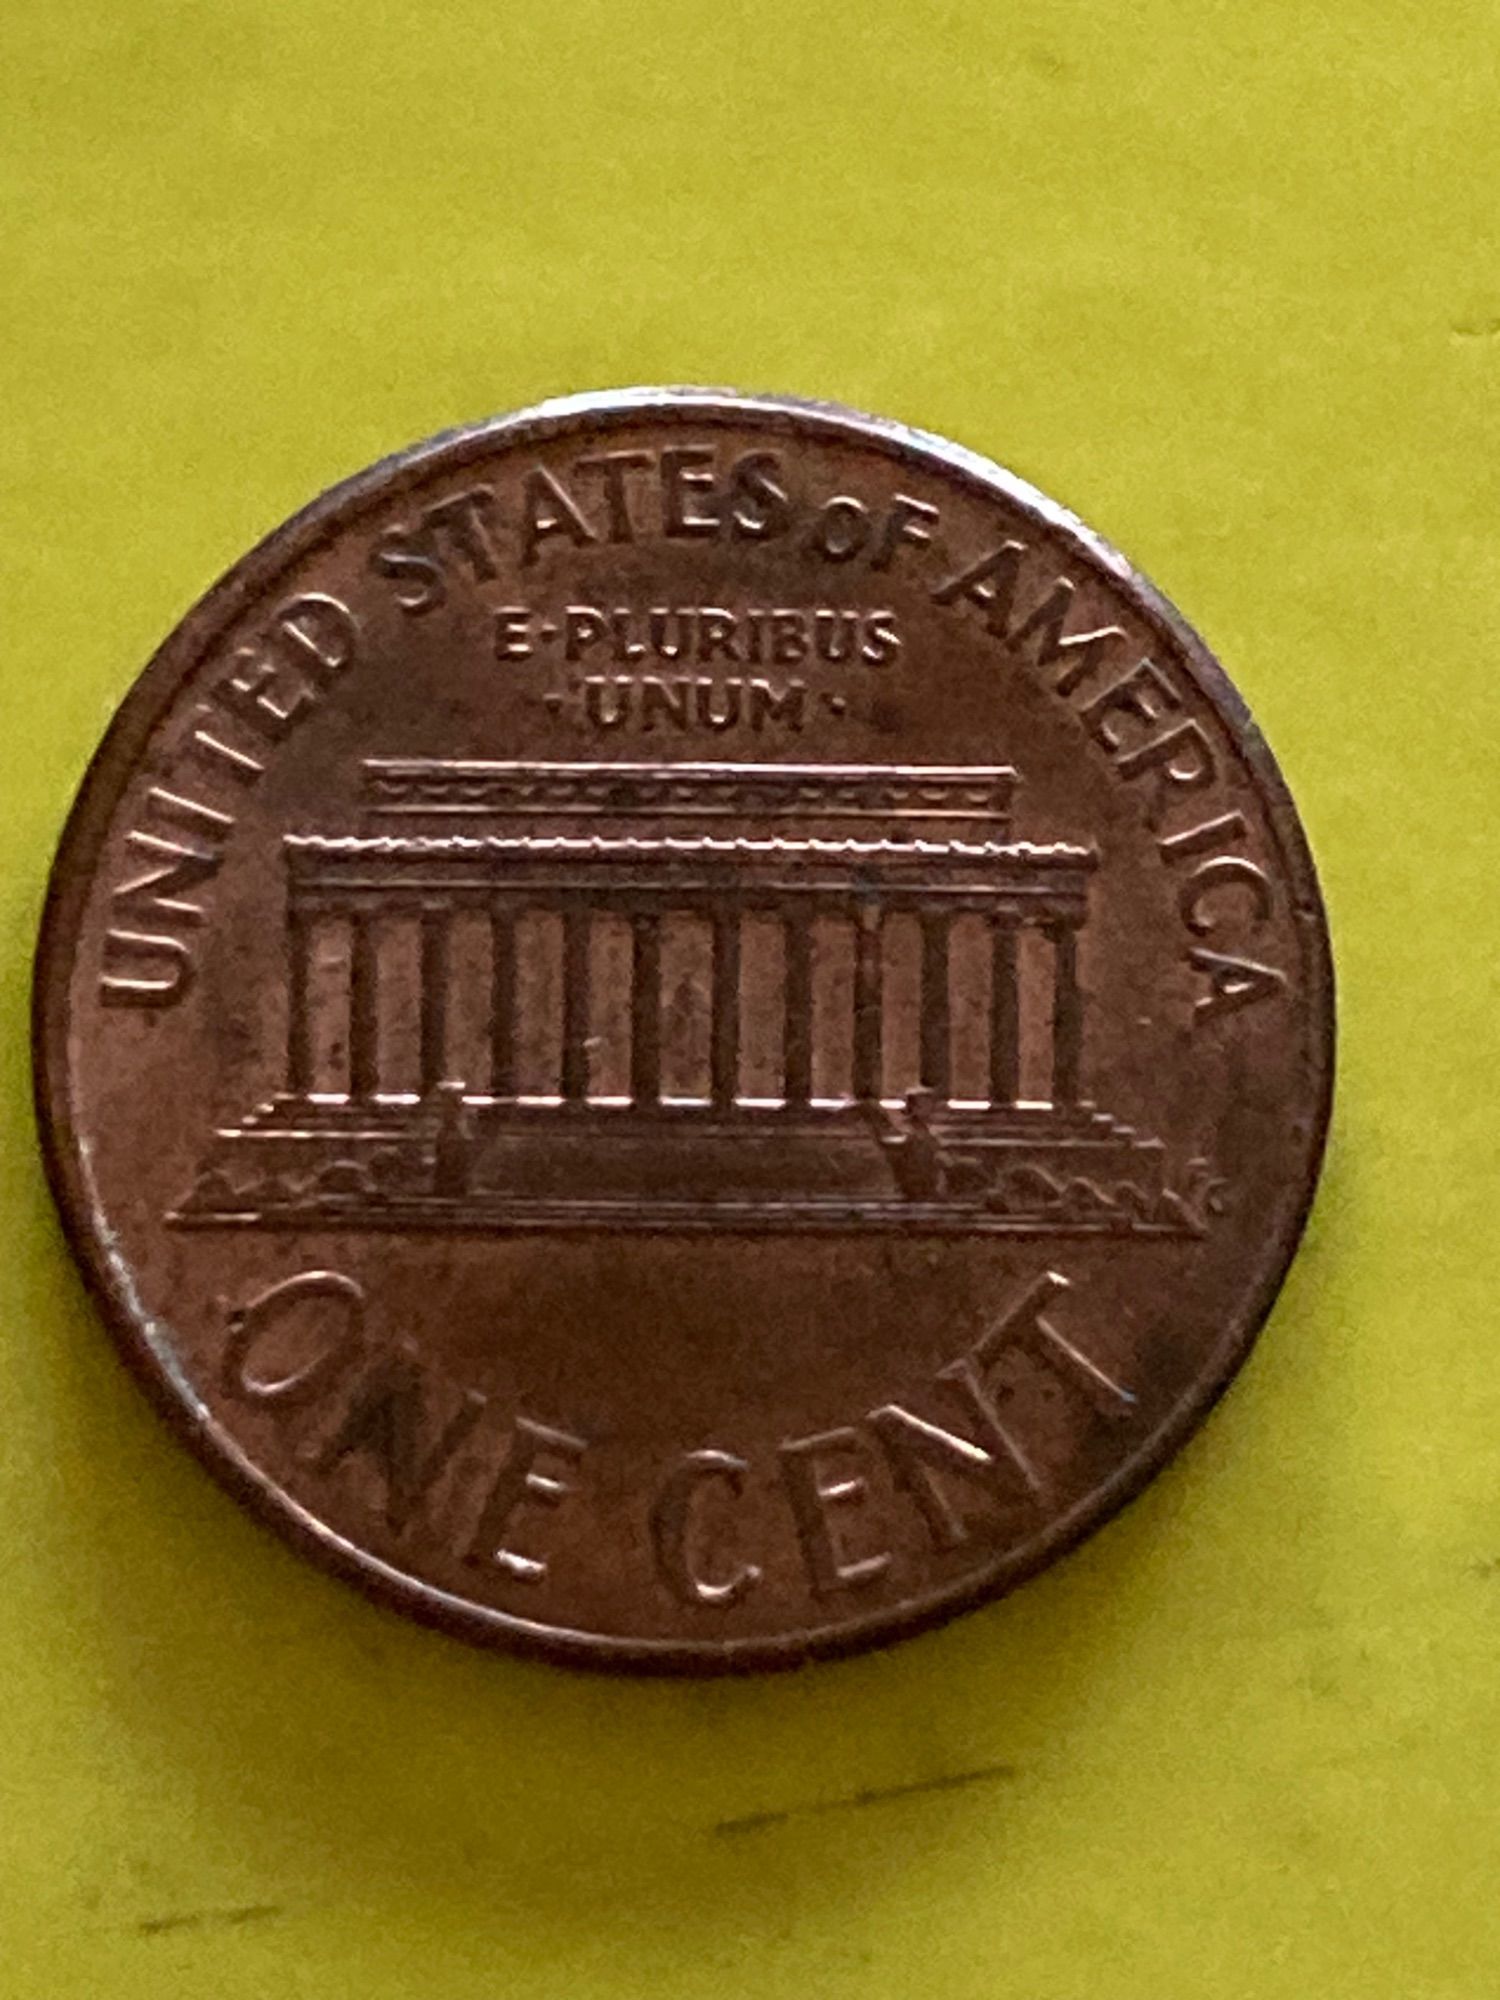 UNITED STATES OF AMERICA
E·PLURIBUS
·UNUM·
ONE CENT